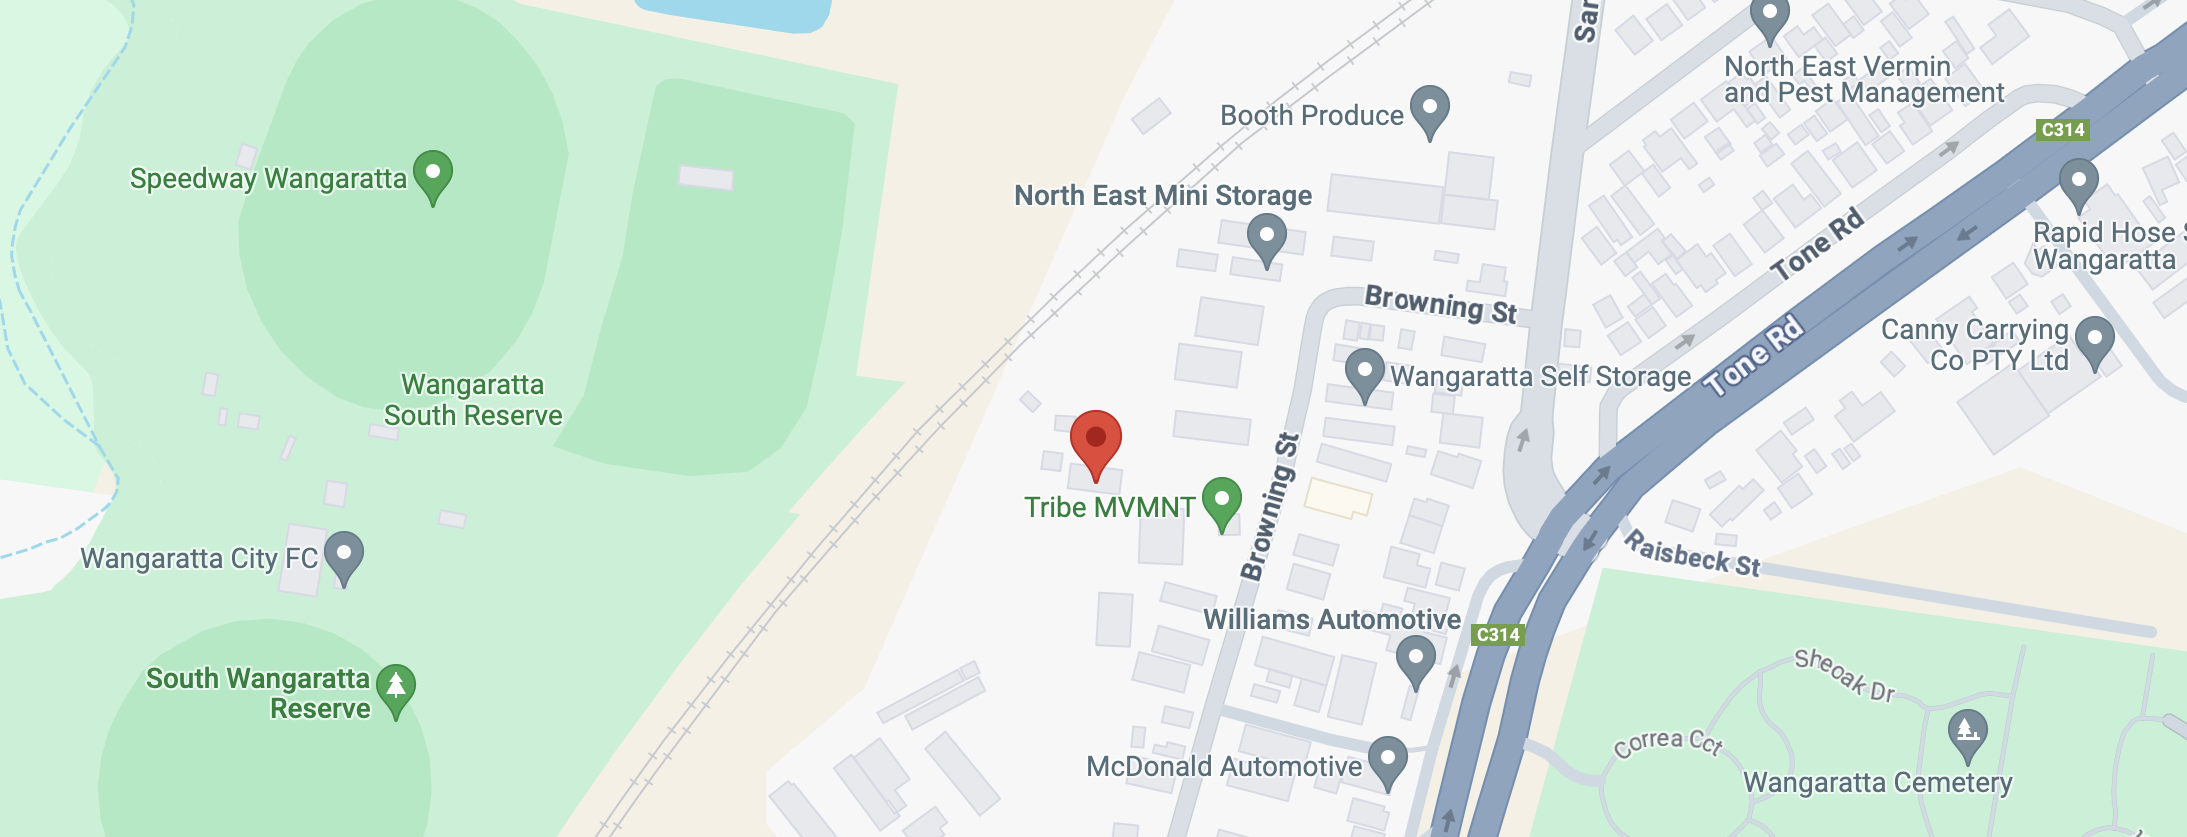 Sar
North East Vermin
and Pest Management
Booth Produce
C314
Speedway Wangaratta
North East Mini Storage
Tone Rd
Rapid Hose
Wangaratta
Browning St
Tone Rd
Canny Carrying
Co PTY Ltd
Wangaratta
South Reserve
Wangaratta Self Storage
Browning St
Tribe MVMNT
Wangaratta City FC
Raisbeck St
Williams Automotive
C314
South Wangaratta
Reserve
Sheoak Dr
Correa Cct
McDonald Automotive
Wangaratta Cemetery